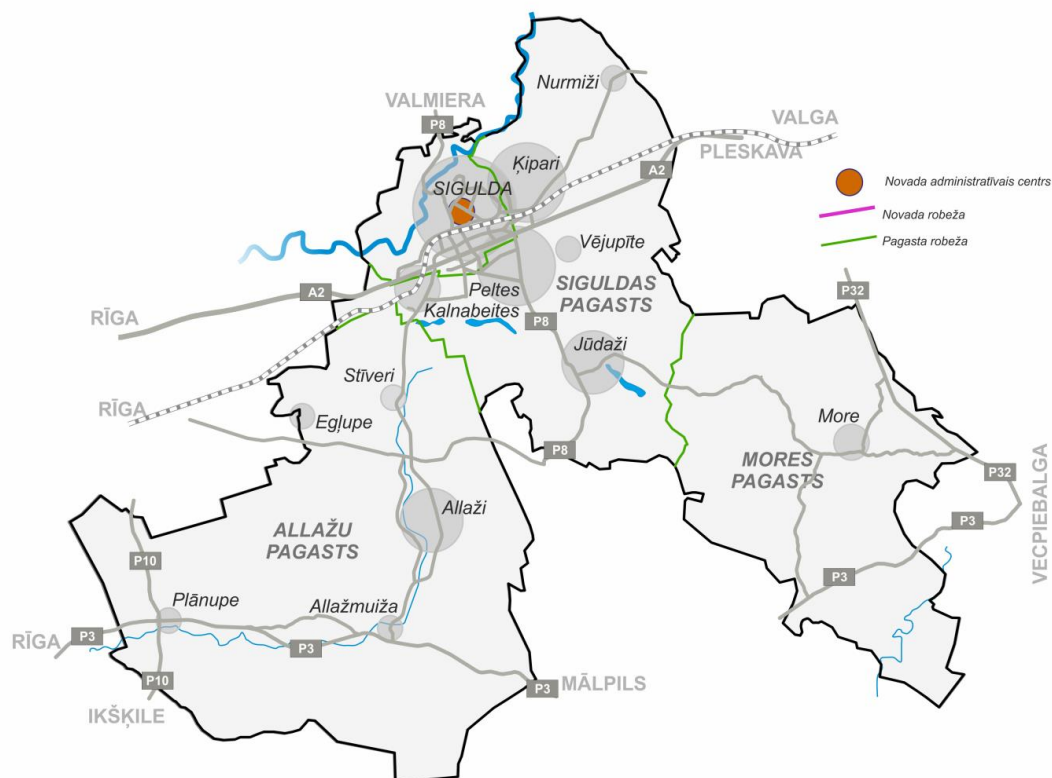 Nurmiži
VALMIERA
P8
VALGA
PLESKAVA
Ķipari
SIGULDA
A2
Novada administratīvais centrs
Novada robeža
Pagasta robeža
Vējupīte
SIGULDAS
PAGASTS
P32
A2
Peltes
Kalnabeites
RĪGA
P8
Jūdaži
Stīveri
RĪGA
Egļupe
More
P8
MORES
PAGASTS
P32
VECPIEBALGA
Allaži
P3
ALLAŽU
PAGASTS
P10
P3
Plānupe
Allažmuiža
RĪGA
P3
P3
P10
P3
MĀLPILS
IKŠĶILE